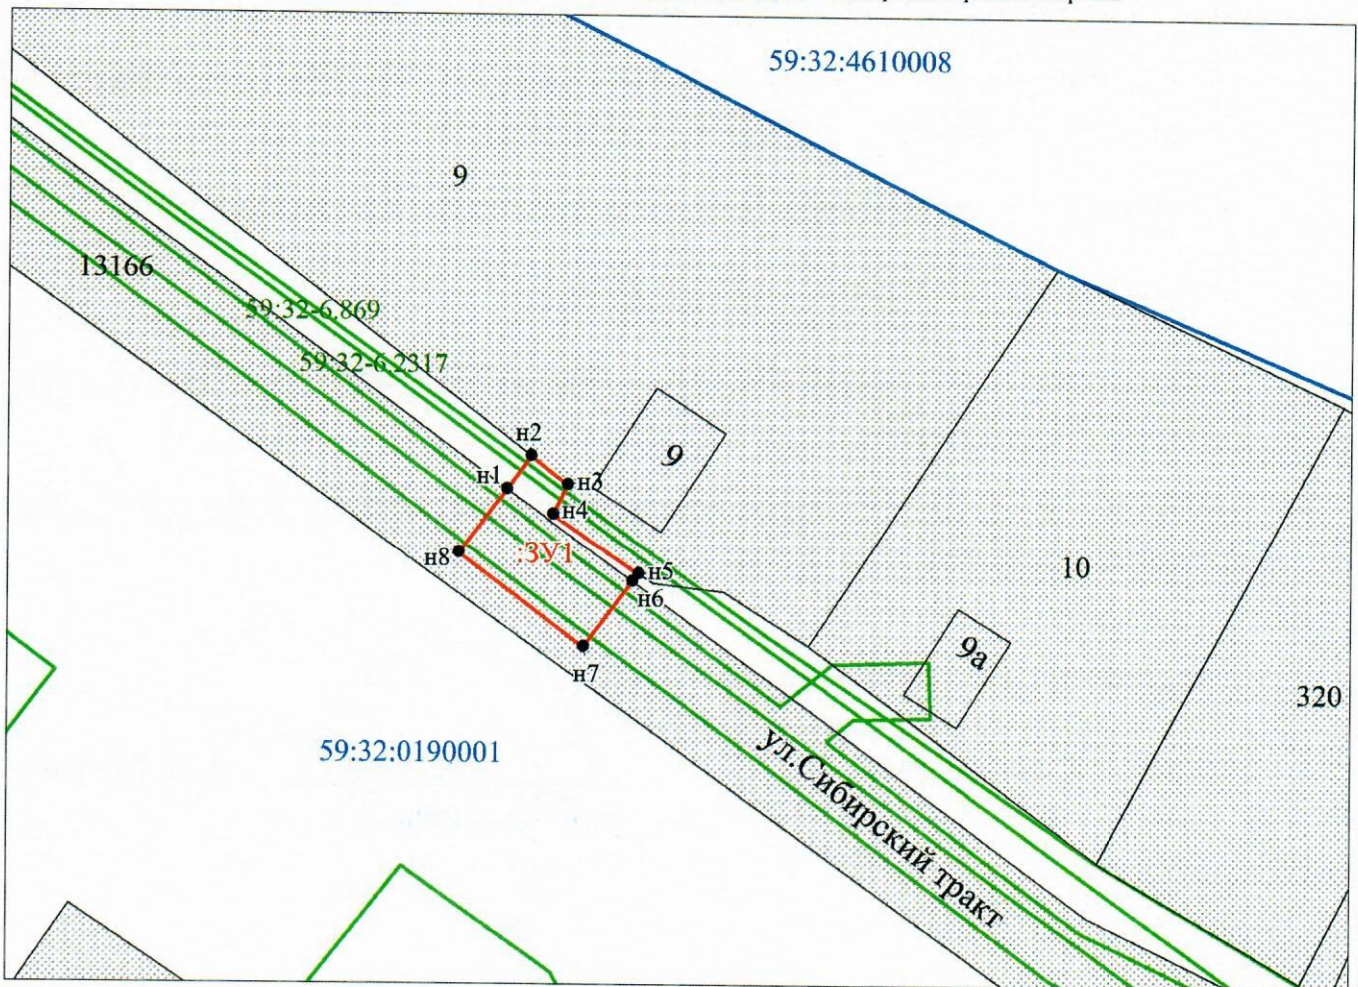 59:32:4610008
9
13166
59:32-6.869
59:32-6.2317
н2
9
н1
н3
н4
:ЗУ1
н8
н5
10
н6
9а
н7
320
59:32:0190001
ул.Сибирский тракт